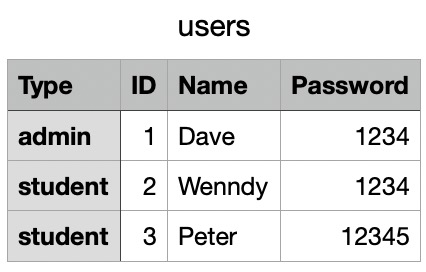 users
Type ID Name Password
admin 1 Dave 1234
student 2 Wenndy 1234
student 3 Peter 12345